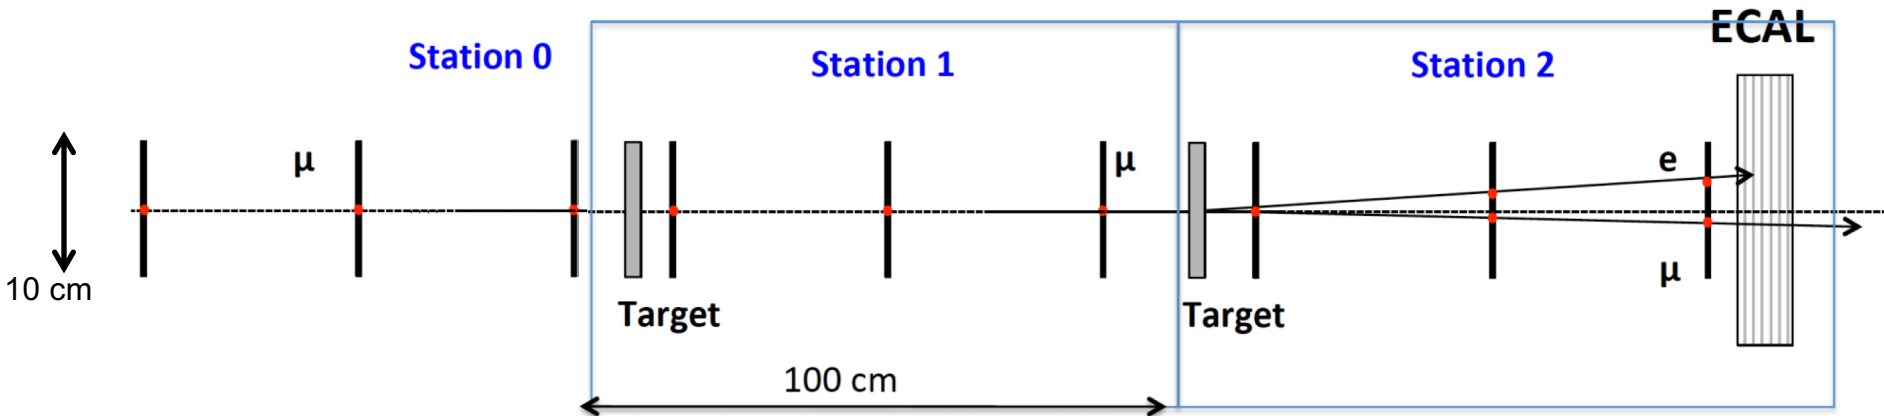 ECAL
Station 0
Station 1
Station 2
μ
μ
e
10 cm
μ
Target
Target
100 cm